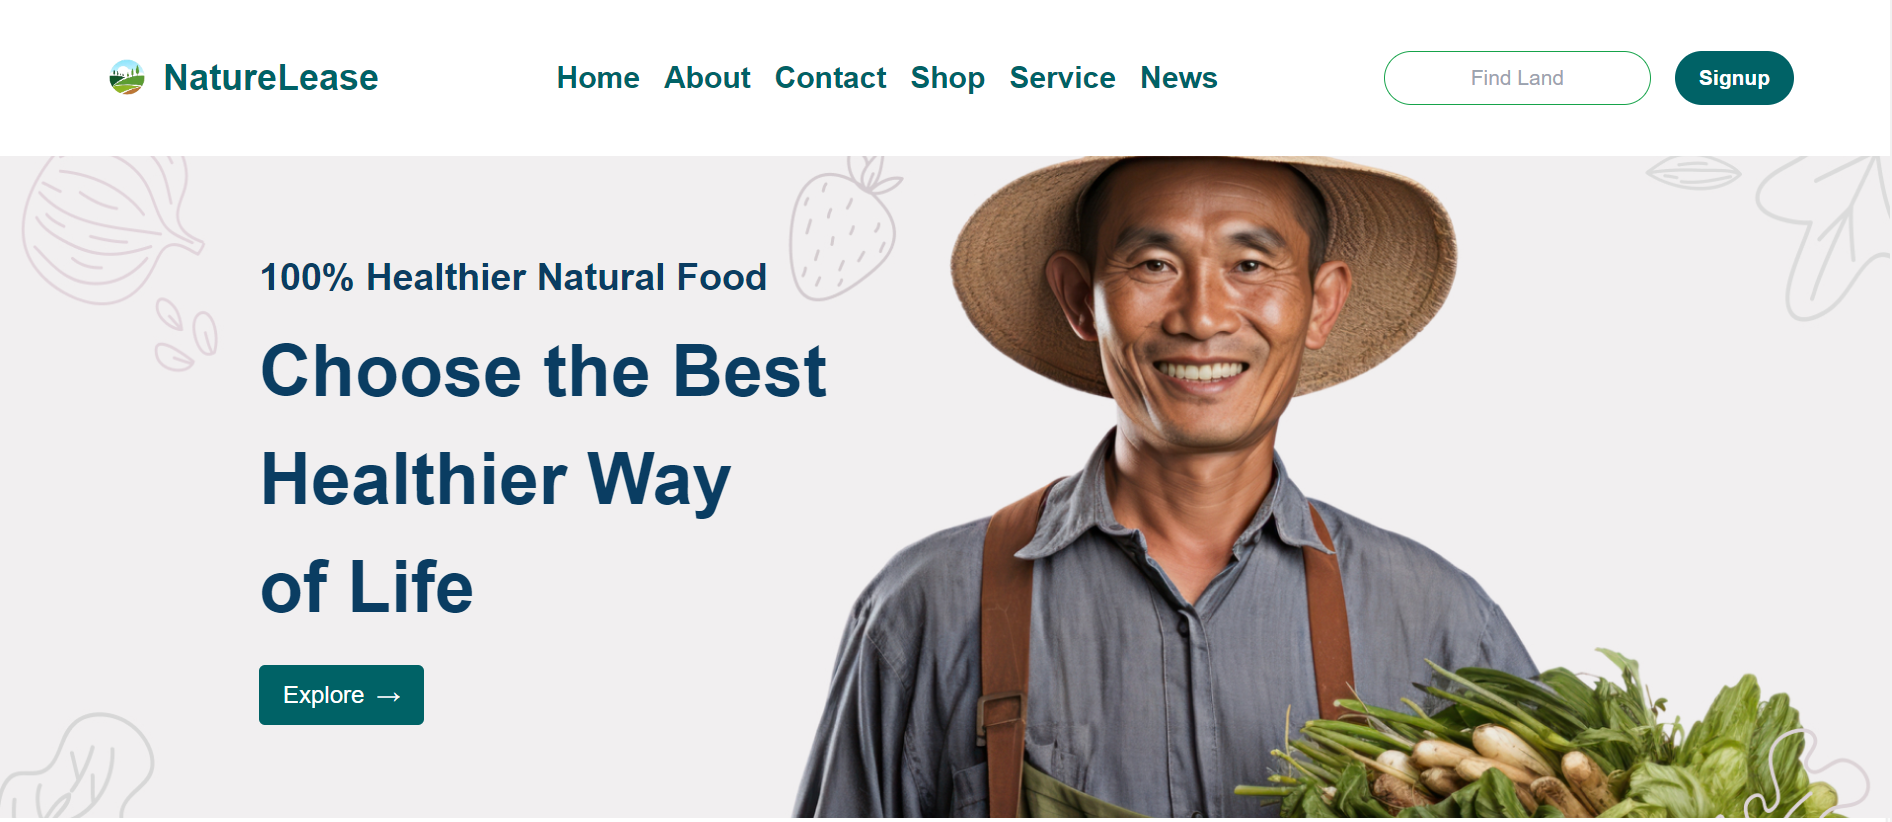 NatureLease
Home About Contact Shop Service News
Find Land
Signup
100% Healthier Natural Food
Choose the Best
Healthier Way
of Life
Explore →